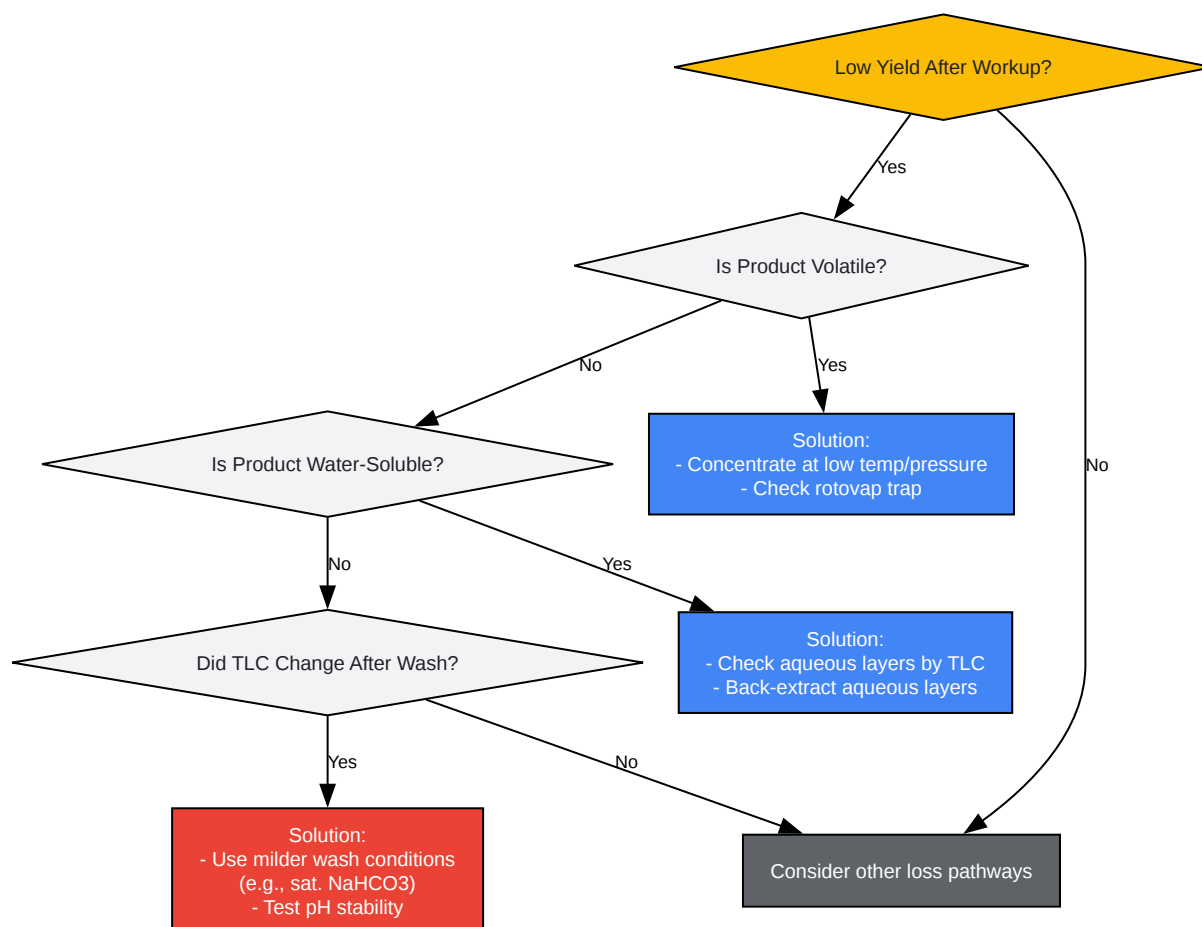 Low Yield After Workup?
Yes
Is Product Volatile?
No
Yes
Is Product Water-Soluble?
Solution:
- Concentrate at low temp/pressure
- Check rotovap trap
No
No
Yes
Did TLC Change After Wash?
Solution:
- Check aqueous layers by TLC
- Back-extract aqueous layers
Yes
No
Solution:
- Use milder wash conditions
(e.g., sat. NaHCO3)
- Test pH stability
Consider other loss pathways